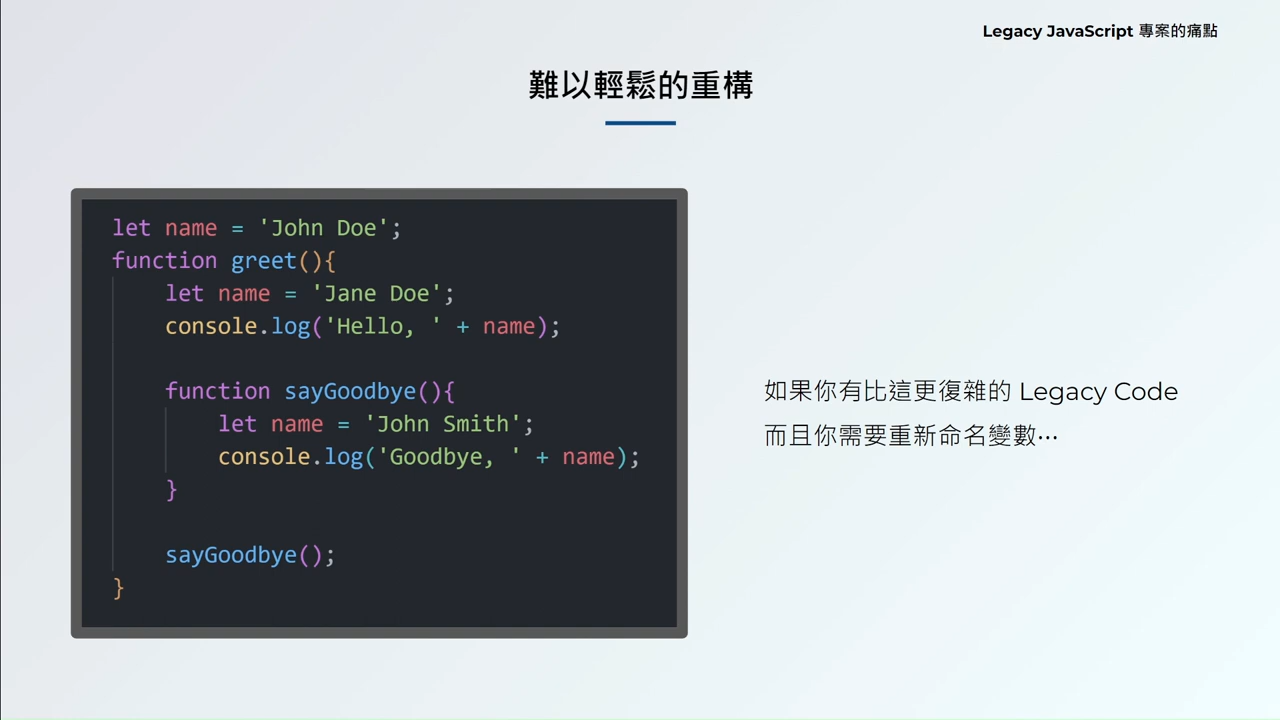 Legacy JavaScript 專案的痛點
難以輕鬆的重構
let name = 'John Doe';
function greet(){
    let name = 'Jane Doe';
    console.log('Hello, ' + name);

    function sayGoodbye(){
        let name = 'John Smith';
        console.log('Goodbye, ' + name);
    }

    sayGoodbye();
}
如果你有比這更復雜的 Legacy Code
而且你需要重新命名變數…